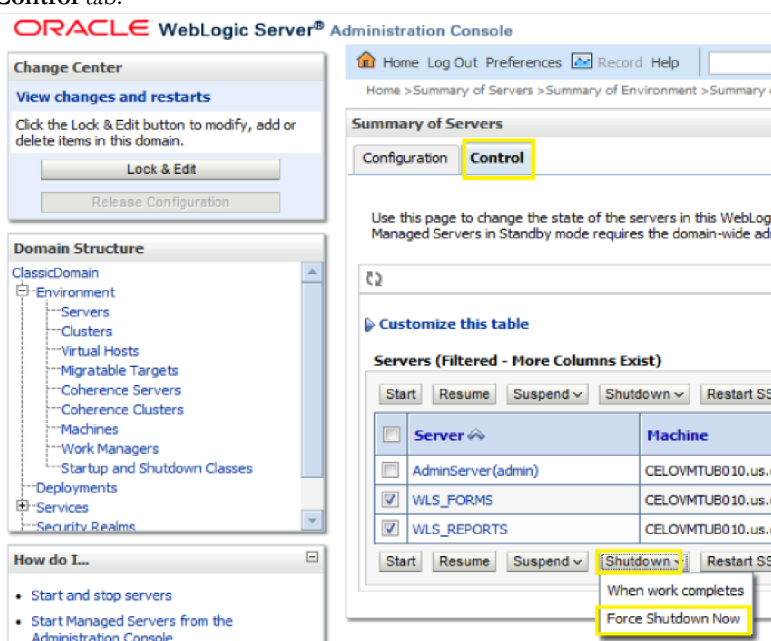 Control tab.
ORACLE WebLogic Server® Administration Console
Change Center
View changes and restarts
Click the Lock & Edit button to modify, add or
delete items in this domain.
Lock & Edit
Release Configuration
Domain Structure
ClassicDomain
Environment
Servers
Clusters
Virtual Hosts
Migratable Targets
Coherence Servers
Coherence Clusters
Machines
Work Managers
Startup and Shutdown Classes
Deployments
Services
Security Realms
How do I...
Start and stop servers
Start Managed Servers from the
Administration Console
Home Log Out Preferences Record Help
Home >Summary of Servers >Summary of Environment >Summary
Summary of Servers
Configuration Control
Use this page to change the state of the servers in this WebLog
Managed Servers in Standby mode requires the domain-wide ad
Customize this table
Servers (Filtered - More Columns Exist)
Start Resume Suspend Shutdown Restart SS
Server Machine
AdminServer(admin) CELOVMTUB010.us.
WLS_FORMS CELOVMTUB010.us.
WLS_REPORTS CELOVMTUB010.us.
Start Resume Suspend Shutdown Restart SS
When work completes
Force Shutdown Now